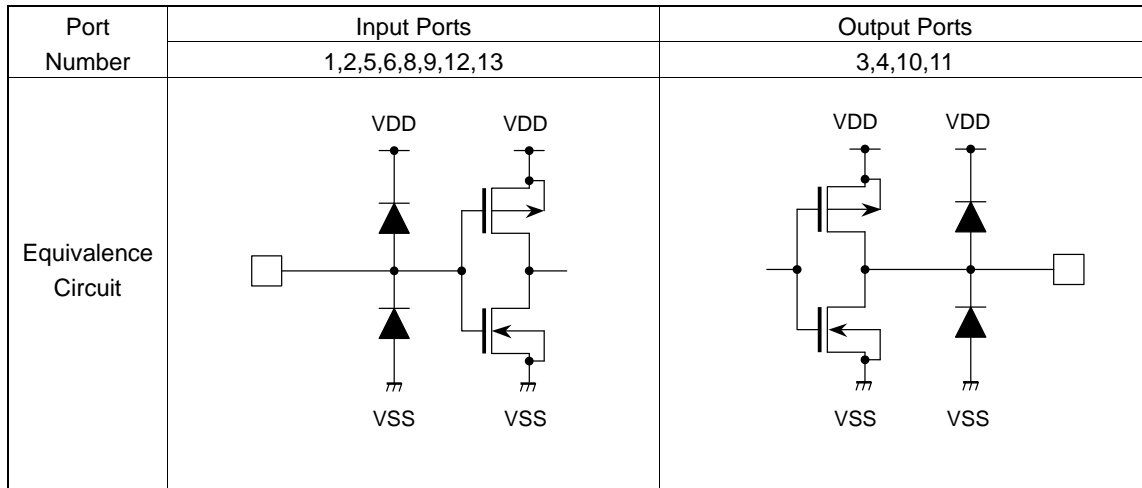 Port Number
Input Ports
Output Ports
1,2,5,6,8,9,12,13
3,4,10,11
Equivalence
Circuit
VDD
VDD
VSS
VSS
VDD
VDD
VSS
VSS